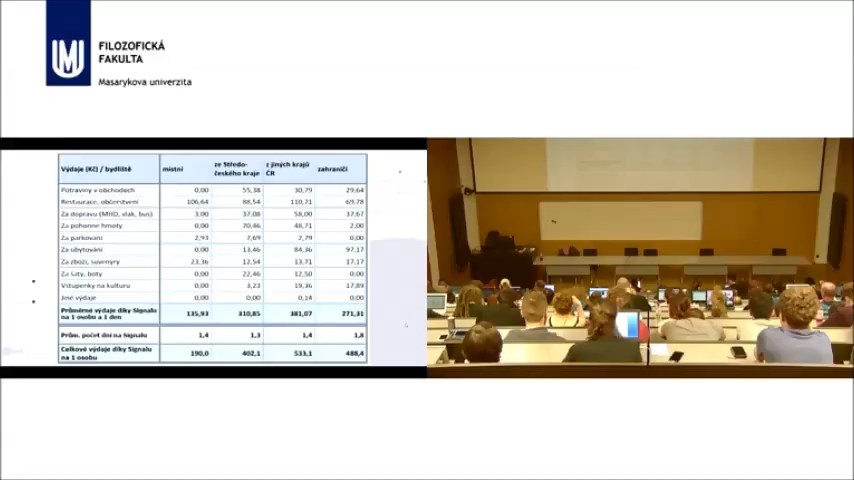 FILOZOFICKÁ
FAKULTA
Masarykova univerzita
Výdaje (Kč) / bydliště místní ze Středo-českého kraje z jiných krajů ČR zahraničí
Potraviny v obchodech 0,00 55,38 30,79 29,64
Restaurace, občerstvení 106,64 88,54 110,71 69,78
Za dopravu (MHD, vlak, bus) 3,00 37,08 58,00 37,67
Za pohonné hmoty 0,00 70,46 48,71 2,00
Za parkování 2,93 7,69 2,79 0,00
Za ubytování 0,00 13,46 84,36 97,17
Za zboží, suvenýry 23,36 12,54 13,71 17,17
Za šaty, boty 0,00 22,46 12,50 0,00
Vstupenky na kulturu 0,00 3,23 19,36 17,89
Jiné výdaje 0,00 0,00 0,14 0,00
Průměrné výdaje díky Signalu na 1 osobu a 1 den 135,93 310,85 381,07 271,31
Prům. počet dní na Signalu 1,4 1,3 1,4 1,8
Celkové výdaje díky Signalu na 1 osobu 190,0 402,1 533,1 488,4